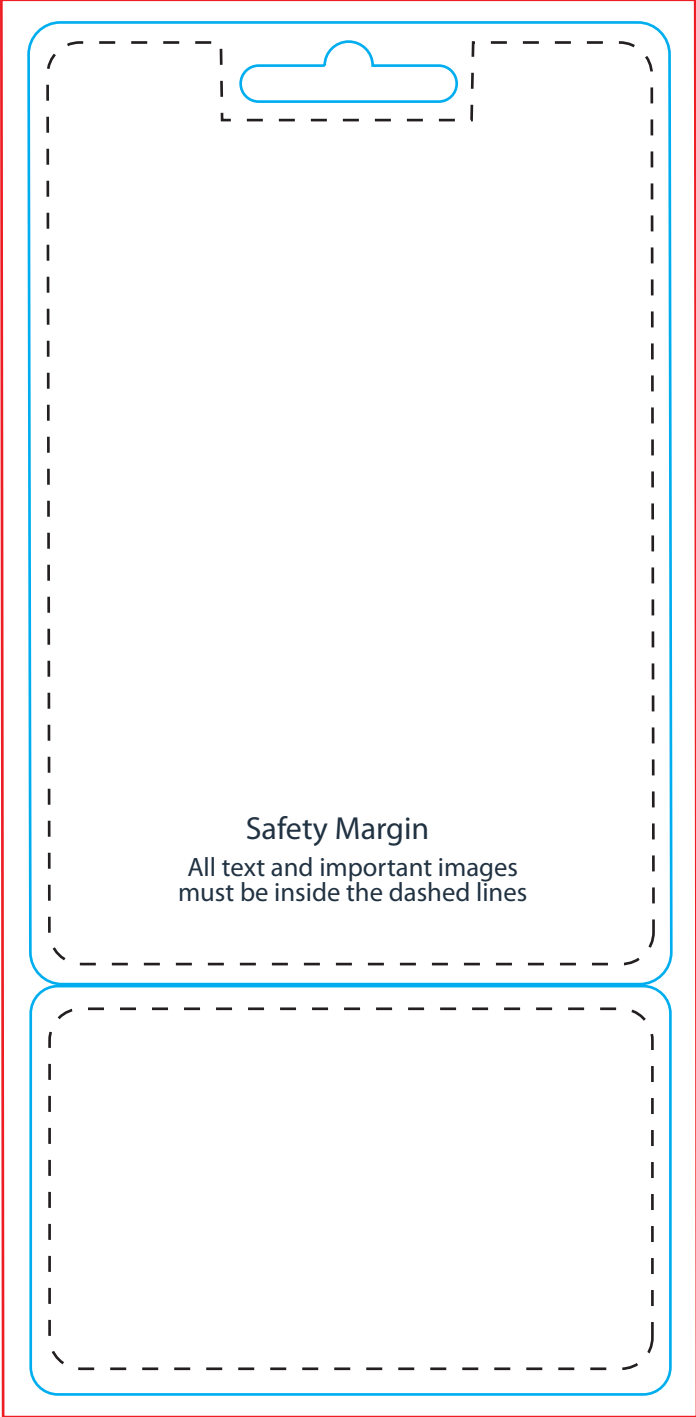 Safety Margin
All text and important images
must be inside the dashed lines